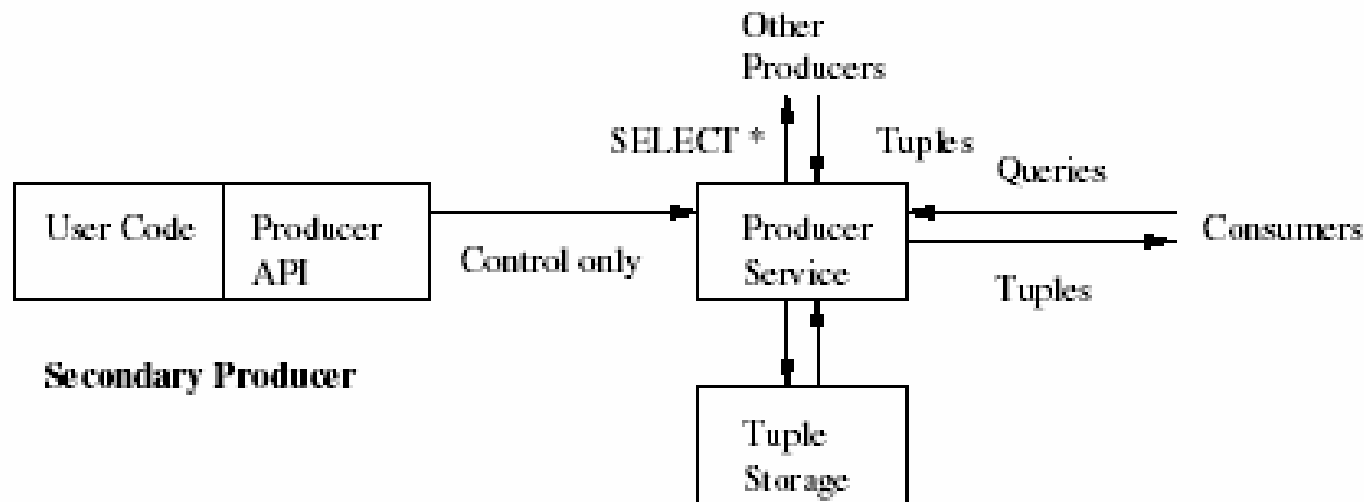 Other
Producers
SELECT *
Tuples
Queries
User Code
Producer
API
Control only
Producer
Service
Consumers
Tuples
Secondary Producer
Tuple
Storage